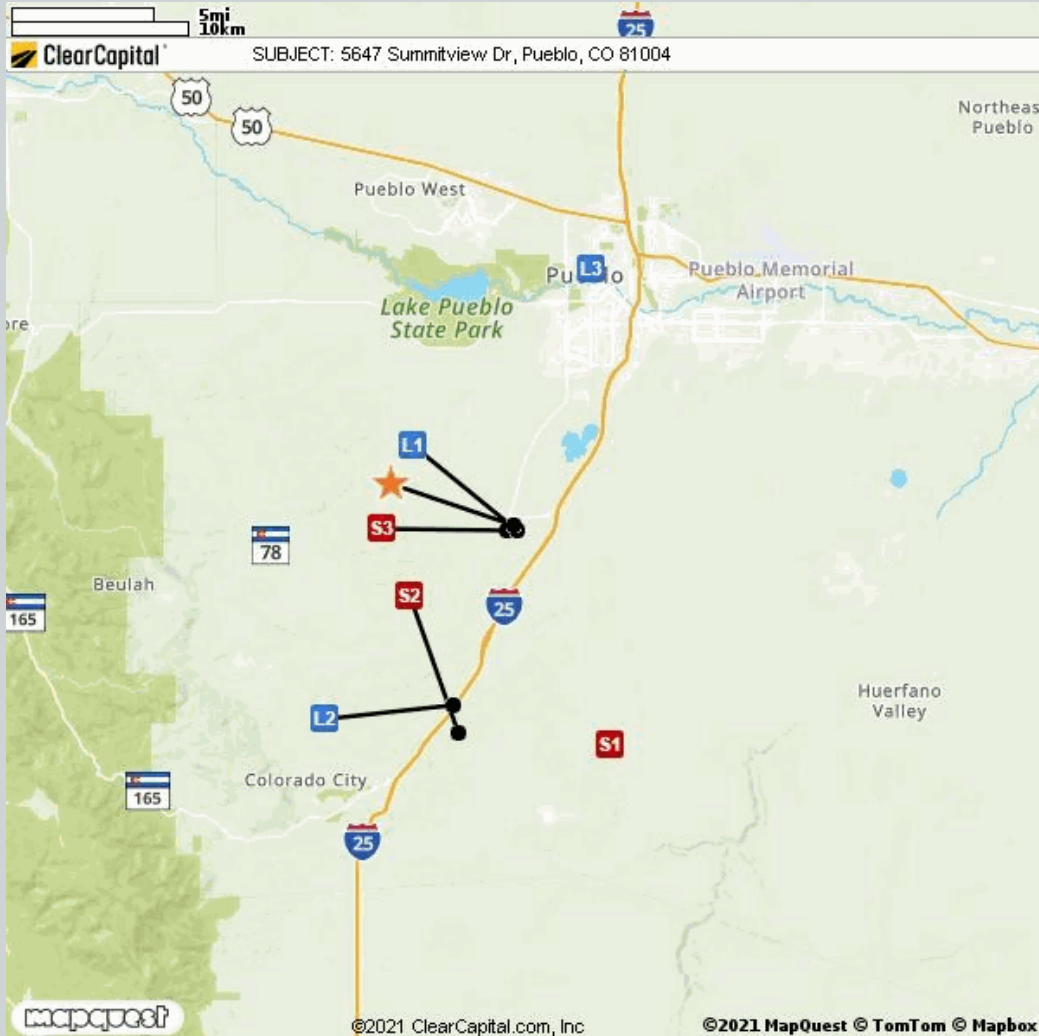 5mi
10km
25
ClearCapital
SUBJECT: 5647 Summitview Dr, Pueblo, CO 81004
50
50
Northeas
Pueblo
Pueblo West
L3
Pueblo Memorial
Airport
Lake Pueblo
State Park
ore
L1
S3
78
Beulah
S2
165
25
Huerfano
Valley
L2
S1
Colorado City
165
25
mapquest
©2021 ClearCapital.com, Inc
©2021 MapQuest © TomTom © Mapbox